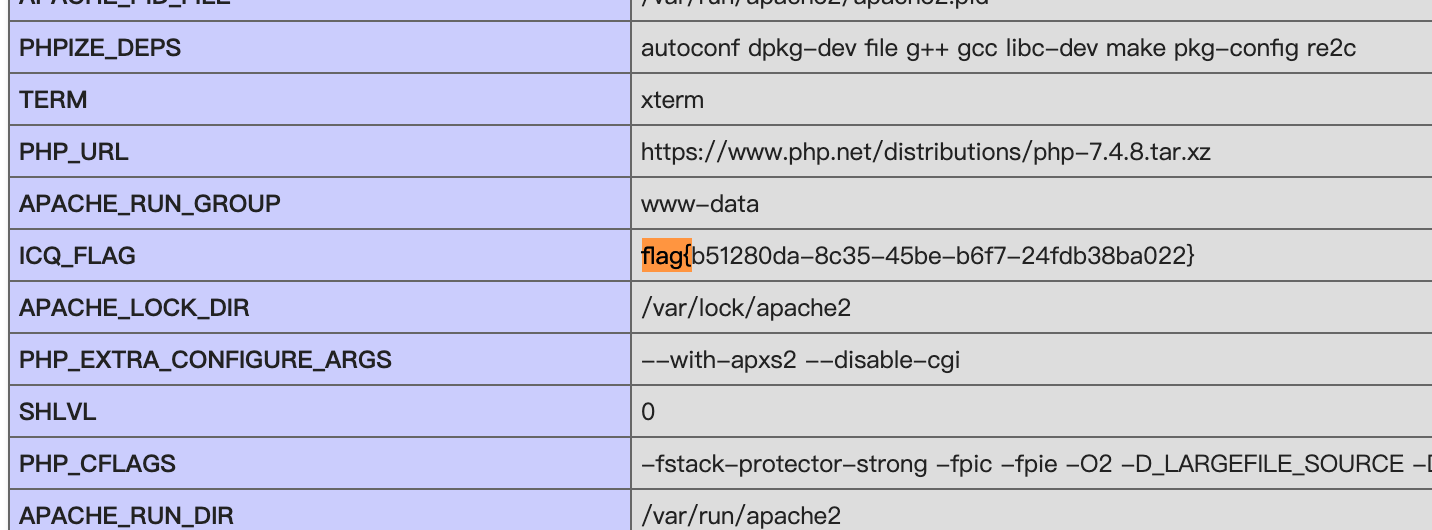 APACHE_PID_FILE /var/run/apache2/apache2.pid
PHPIZE_DEPS autoconf dpkg-dev file g++ gcc libc-dev make pkg-config re2c
TERM xterm
PHP_URL https://www.php.net/distributions/php-7.4.8.tar.xz
APACHE_RUN_GROUP www-data
ICQ_FLAG flag{b51280da-8c35-45be-b6f7-24fdb38ba022}
APACHE_LOCK_DIR /var/lock/apache2
PHP_EXTRA_CONFIGURE_ARGS --with-apxs2 --disable-cgi
SHLVL 0
PHP_CFLAGS -fstack-protector-strong -fpic -fpie -O2 -D_LARGEFILE_SOURCE
APACHE_RUN_DIR /var/run/apache2